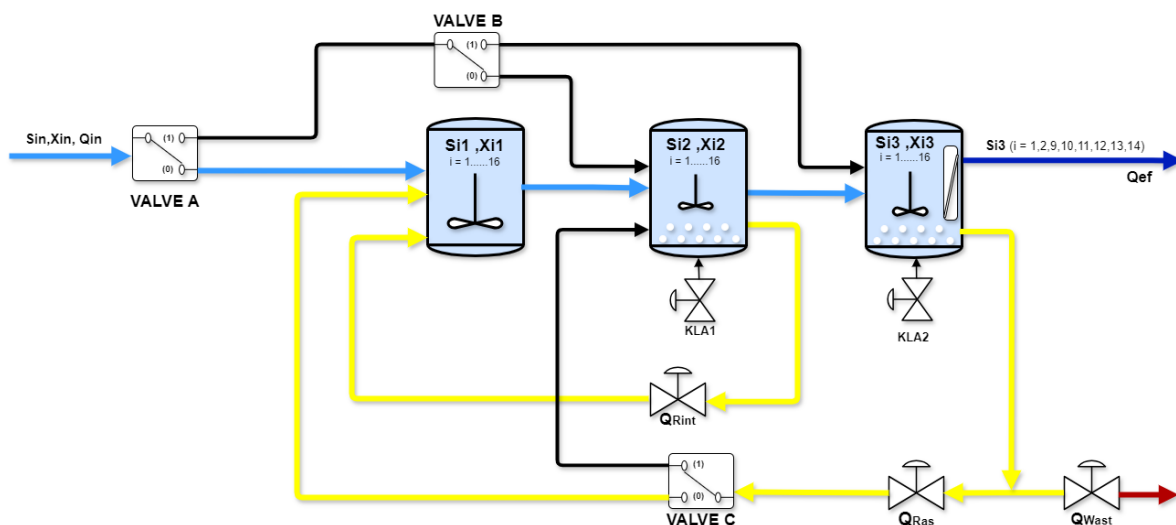 VALVE B
(1)
(0)
Sin,Xin, Qin
(1)
(0)
VALVE A
Si1 ,Xi1
i = 1......16
Si2 ,Xi2
i = 1......16
Si3 ,Xi3
i = 1......16
Si3 (i = 1,2,9,10,11,12,13,14)
Qef
KLA1
KLA2
QRint
(1)
(0)
VALVE C
QRas
QWast